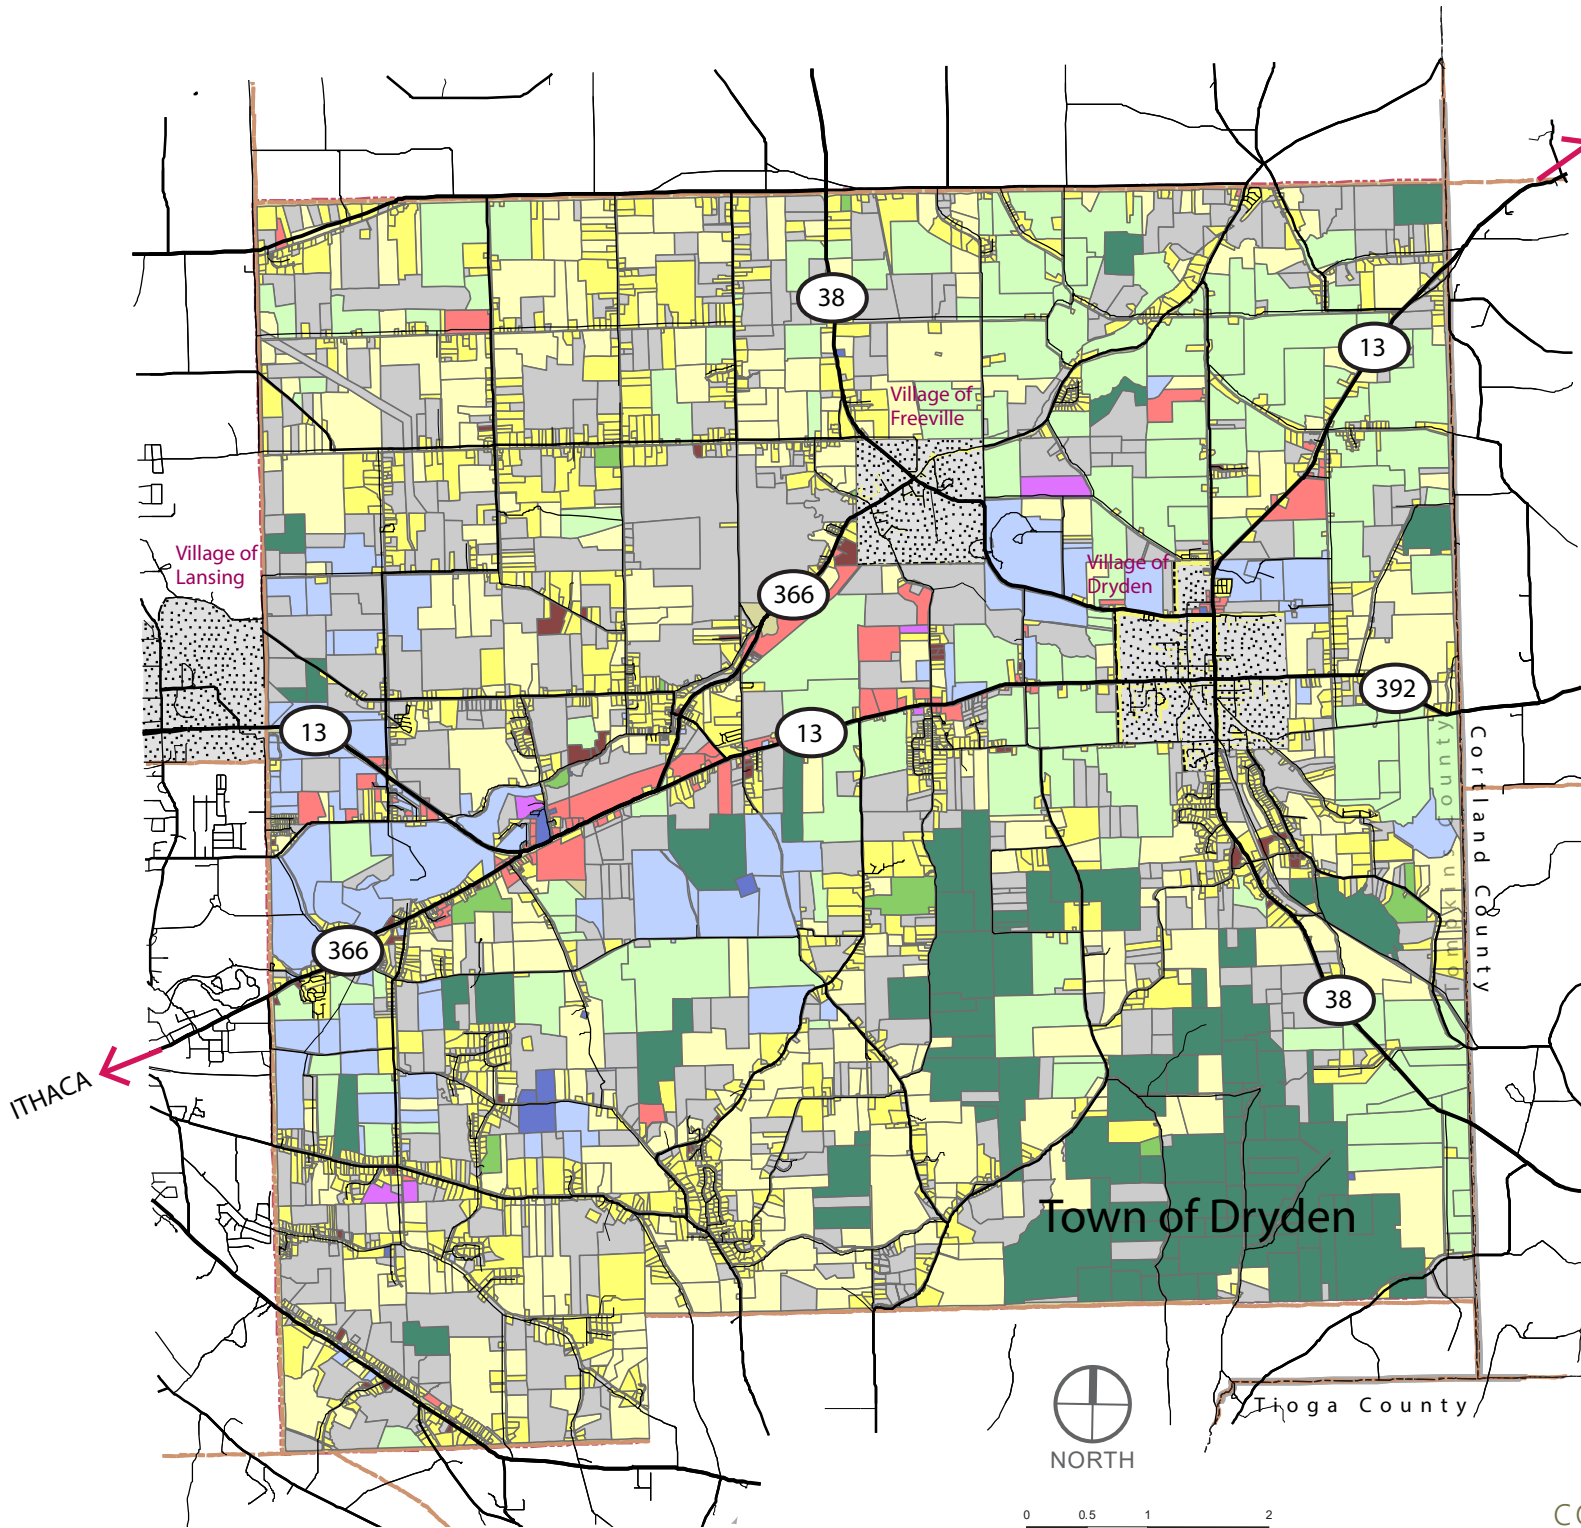 38
13
Village of
Freeville
Village of
Lansing
Village of
Dryden
366
392
13
13
Cortland County
Tompkins County
366
38
ITHACA
Town of Dryden
Tioga County
NORTH
0 0.5 1 2